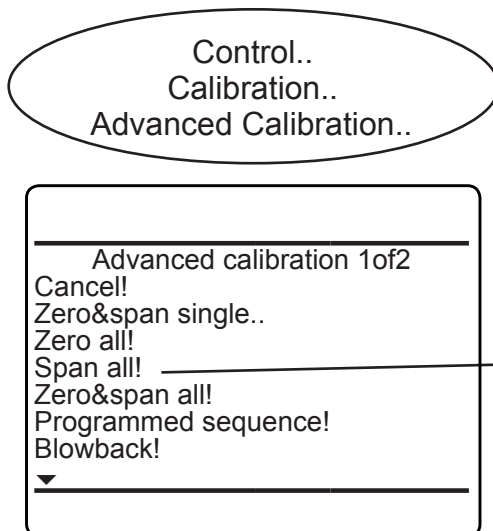 Control..
Calibration..
Advanced Calibration..
Advanced calibration 1of2
Cancel!
Zero&span single..
Zero all!
Span all!
Zero&span all!
Programmed sequence!
Blowback!